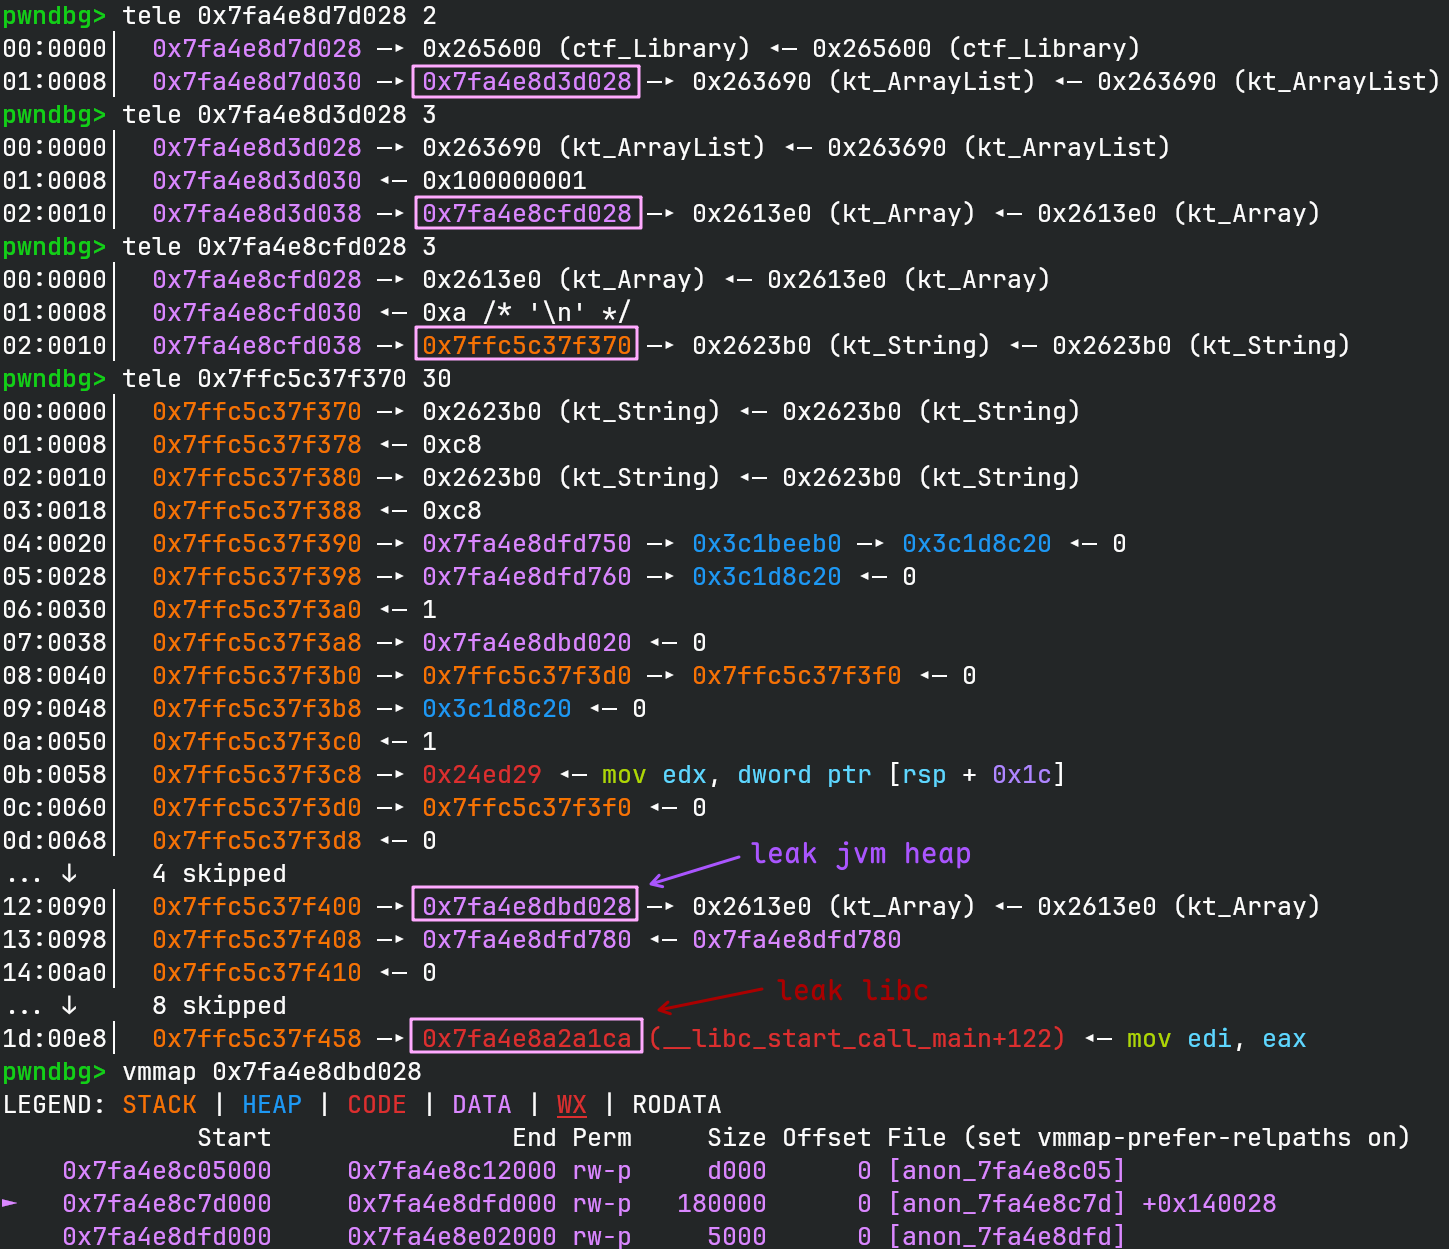 pwndbg> tele 0x7fa4e8d7d028 2
00:0000│  0x7fa4e8d7d028 —▸ 0x265600 (ctf_Library) ◂— 0x265600 (ctf_Library)
01:0008│  0x7fa4e8d7d030 —▸ 0x7fa4e8d3d028 —▸ 0x263690 (kt_ArrayList) ◂— 0x263690 (kt_ArrayList)
pwndbg> tele 0x7fa4e8d3d028 3
00:0000│  0x7fa4e8d3d028 —▸ 0x263690 (kt_ArrayList) ◂— 0x263690 (kt_ArrayList)
01:0008│  0x7fa4e8d3d030 ◂— 0x100000001
02:0010│  0x7fa4e8d3d038 —▸ 0x7fa4e8cfd028 —▸ 0x2613e0 (kt_Array) ◂— 0x2613e0 (kt_Array)
pwndbg> tele 0x7fa4e8cfd028 3
00:0000│  0x7fa4e8cfd028 —▸ 0x2613e0 (kt_Array) ◂— 0x2613e0 (kt_Array)
01:0008│  0x7fa4e8cfd030 ◂— 0xa /* '\n' */
02:0010│  0x7fa4e8cfd038 —▸ 0x7ffc5c37f370 —▸ 0x2623b0 (kt_String) ◂— 0x2623b0 (kt_String)
pwndbg> tele 0x7ffc5c37f370 30
00:0000│  0x7ffc5c37f370 —▸ 0x2623b0 (kt_String) ◂— 0x2623b0 (kt_String)
01:0008│  0x7ffc5c37f378 ◂— 0xc8
02:0010│  0x7ffc5c37f380 —▸ 0x2623b0 (kt_String) ◂— 0x2623b0 (kt_String)
03:0018│  0x7ffc5c37f388 ◂— 0xc8
04:0020│  0x7ffc5c37f390 —▸ 0x7fa4e8dfd750 —▸ 0x3c1beeb0 —▸ 0x3c1d8c20 ◂— 0
05:0028│  0x7ffc5c37f398 —▸ 0x7fa4e8dfd760 —▸ 0x3c1d8c20 ◂— 0
06:0030│  0x7ffc5c37f3a0 ◂— 1
07:0038│  0x7ffc5c37f3a8 —▸ 0x7fa4e8dbd020 ◂— 0
08:0040│  0x7ffc5c37f3b0 —▸ 0x7ffc5c37f3d0 —▸ 0x7ffc5c37f3f0 ◂— 0
09:0048│  0x7ffc5c37f3b8 —▸ 0x3c1d8c20 ◂— 0
0a:0050│  0x7ffc5c37f3c0 ◂— 1
0b:0058│  0x7ffc5c37f3c8 —▸ 0x24ed29 ◂— mov edx, dword ptr [rsp + 0x1c]
0c:0060│  0x7ffc5c37f3d0 —▸ 0x7ffc5c37f3f0 ◂— 0
0d:0068│  0x7ffc5c37f3d8 ◂— 0
leak jvm heap
... ↓     4 skipped
12:0090│  0x7ffc5c37f400 —▸ 0x7fa4e8dbd028 —▸ 0x2613e0 (kt_Array) ◂— 0x2613e0 (kt_Array)
13:0098│  0x7ffc5c37f408 —▸ 0x7fa4e8dfd780 ◂— 0x7fa4e8dfd780
14:00a0│  0x7ffc5c37f410 ◂— 0
leak libc
... ↓     8 skipped
1d:00e8│  0x7ffc5c37f458 —▸ 0x7fa4e8a2a1ca (__libc_start_call_main+122) ◂— mov edi, eax
pwndbg> vmmap 0x7fa4e8dbd028
LEGEND: STACK | HEAP | CODE | DATA | WX | RODATA
Start End Perm Size Offset File (set vmmap-prefer-relpaths on)
0x7fa4e8c05000 0x7fa4e8c12000 rw-p d000 0 [anon_7fa4e8c05]
► 0x7fa4e8c7d000 0x7fa4e8dfd000 rw-p 180000 0 [anon_7fa4e8c7d] +0x140028
0x7fa4e8dfd000 0x7fa4e8e02000 rw-p 5000 0 [anon_7fa4e8dfd]